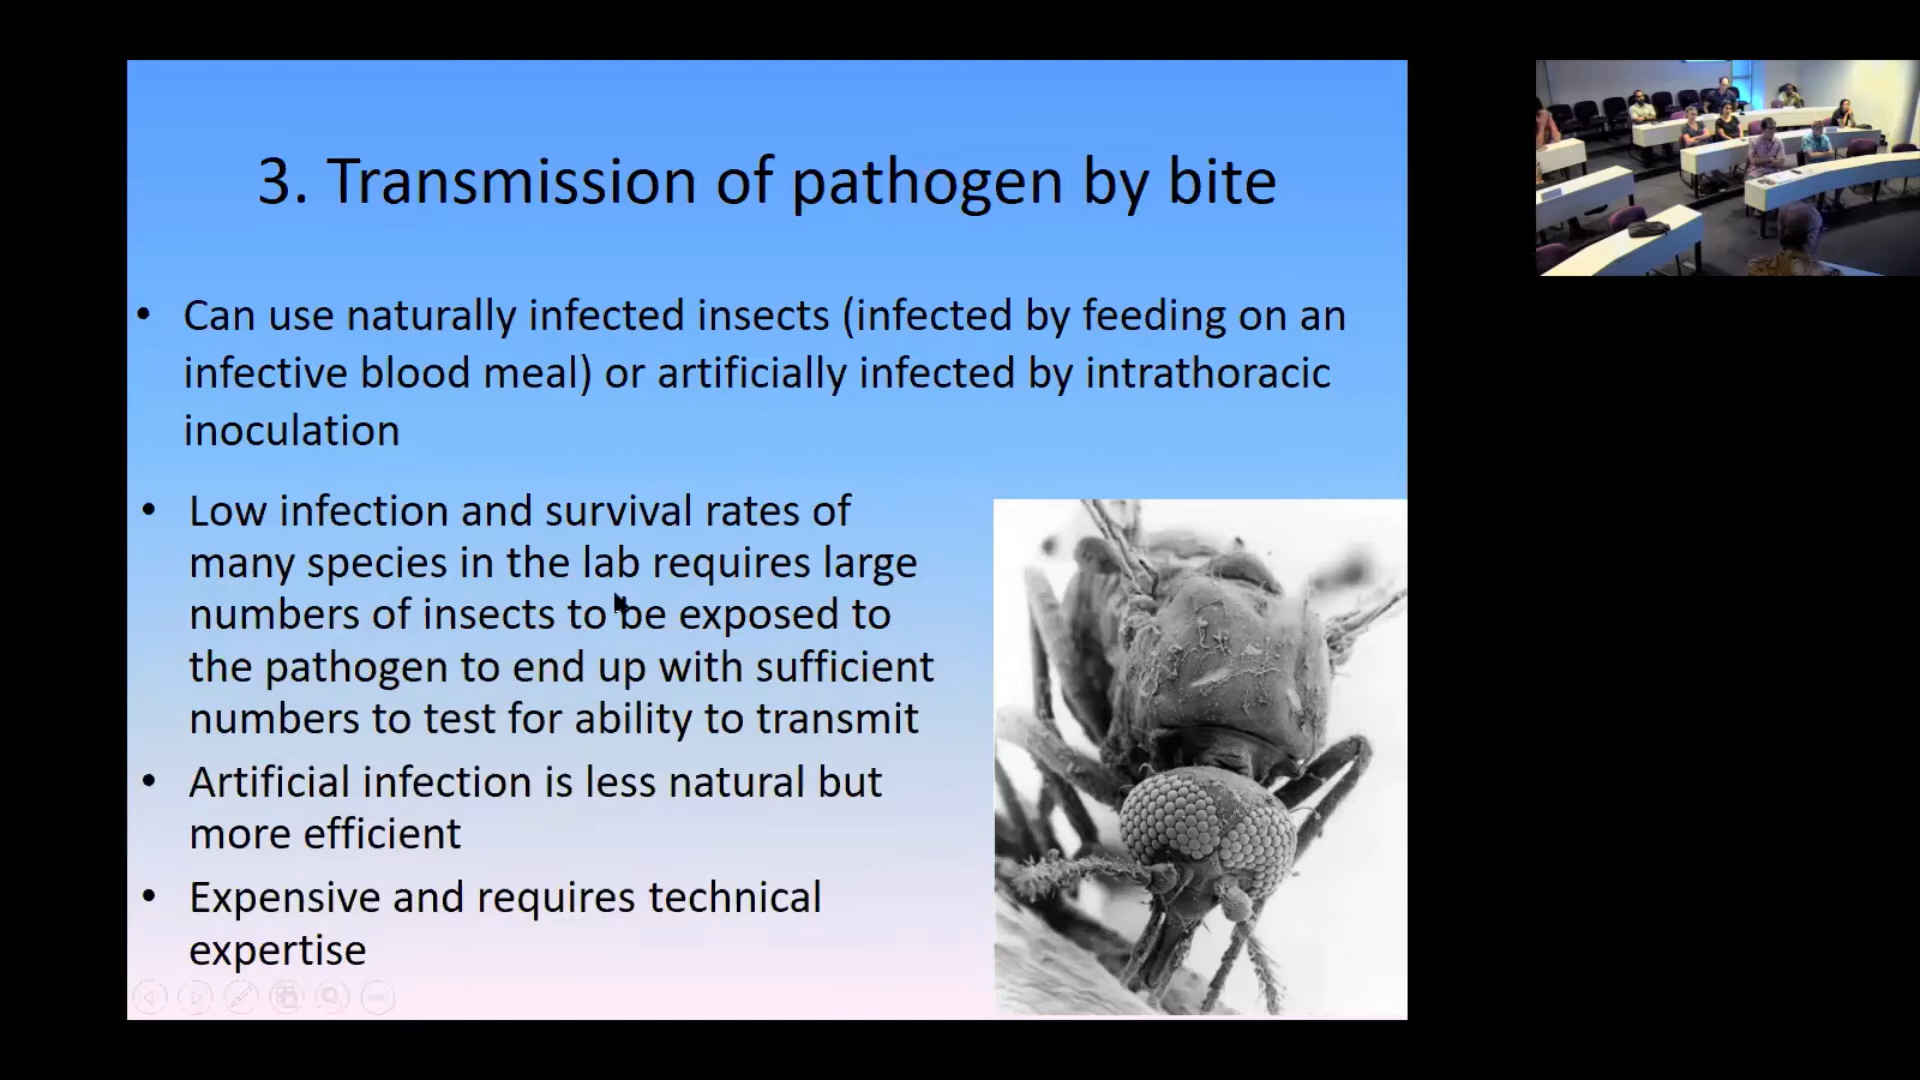 3. Transmission of pathogen by bite
• Can use naturally infected insects (infected by feeding on an
infective blood meal) or artificially infected by intrathoracic
inoculation
• Low infection and survival rates of
many species in the lab requires large
numbers of insects to be exposed to
the pathogen to end up with sufficient
numbers to test for ability to transmit
• Artificial infection is less natural but
more efficient
• Expensive and requires technical
expertise